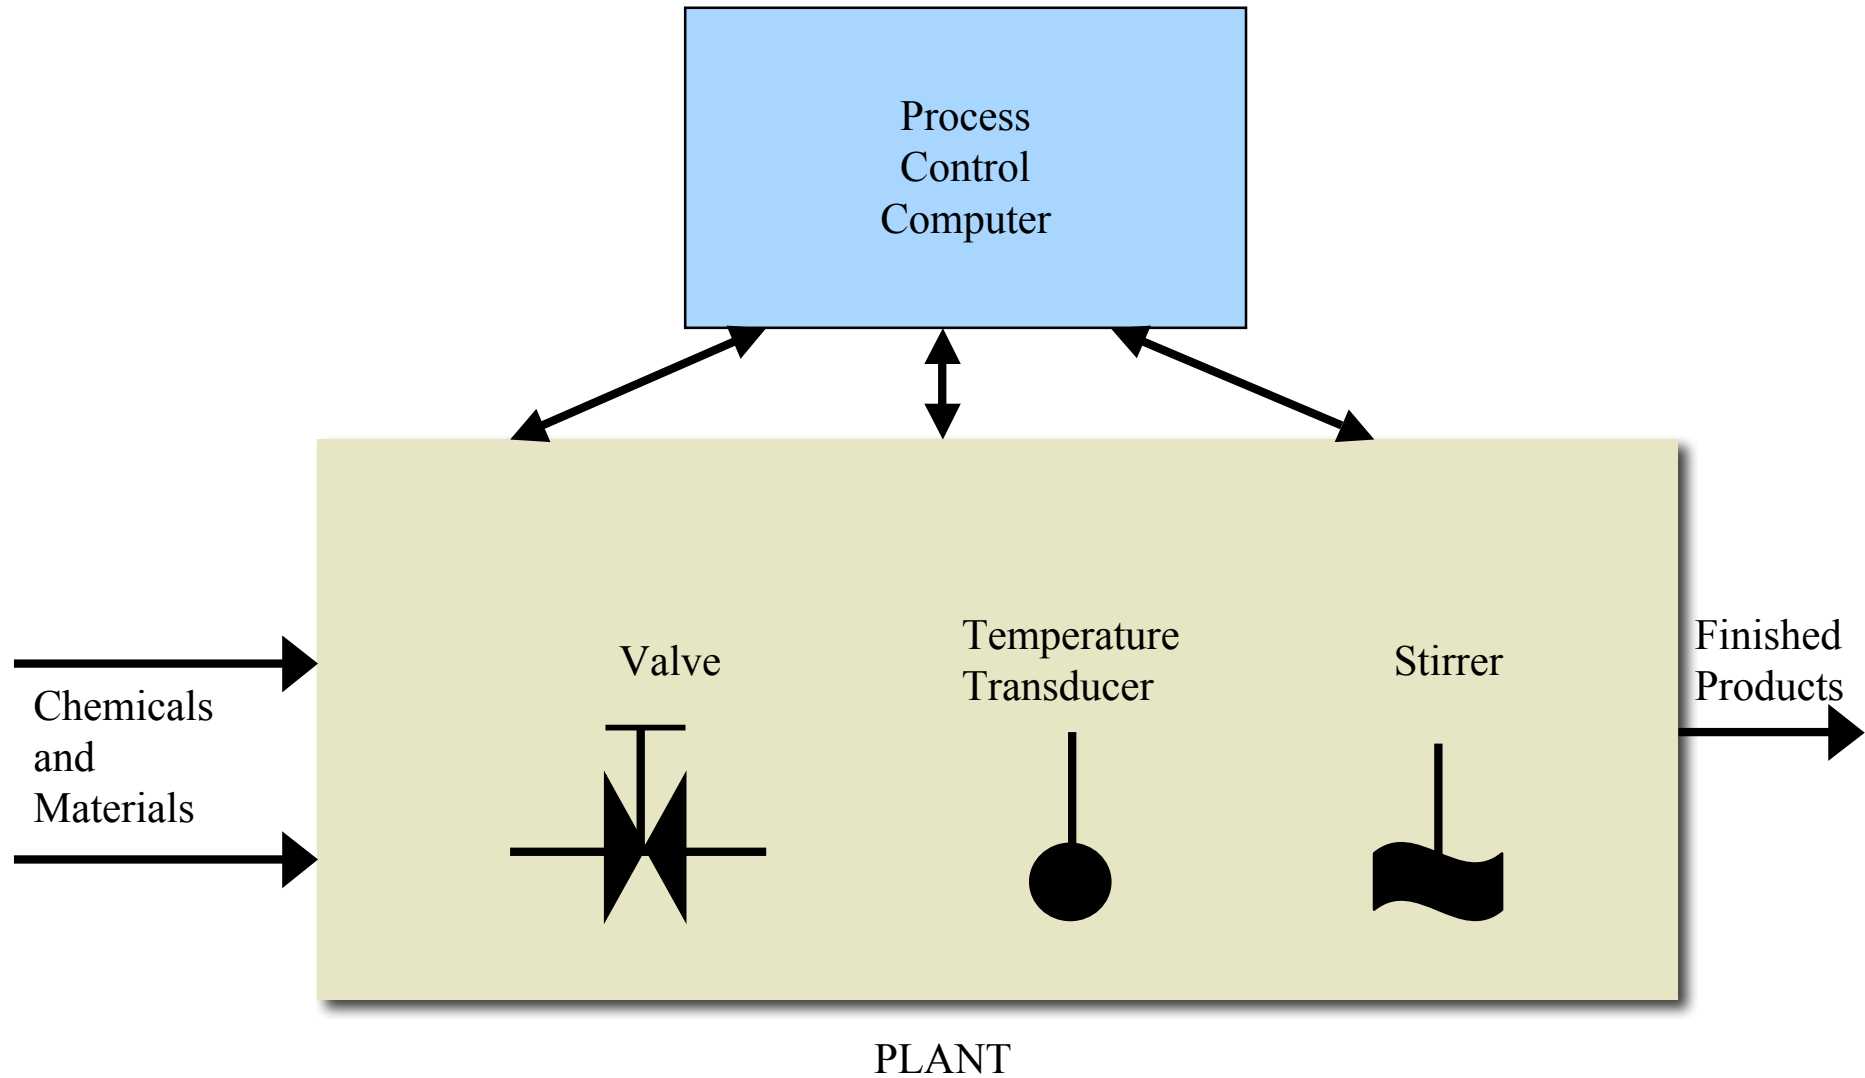 Process
Control
Computer
Valve
Temperature
Transducer
Stirrer
Finished
Products
Chemicals
and
Materials
PLANT